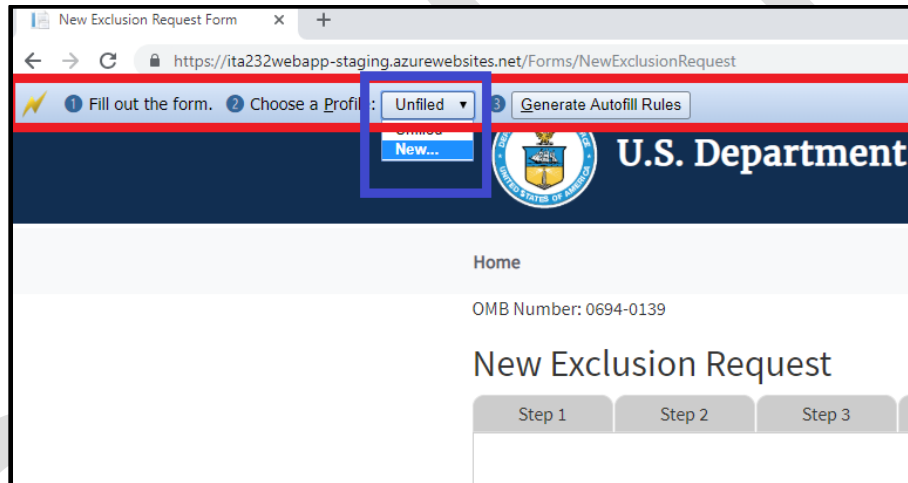 New Exclusion Request Form
https://ita232webapp-staging.azurewebsites.net/Forms/NewExclusionRequest
1 Fill out the form. 2 Choose a Profile: Unfiled 3 Generate Autofill Rules
Unfiled
New...
U.S. Department
Home
OMB Number: 0694-0139
New Exclusion Request
Step 1 Step 2 Step 3